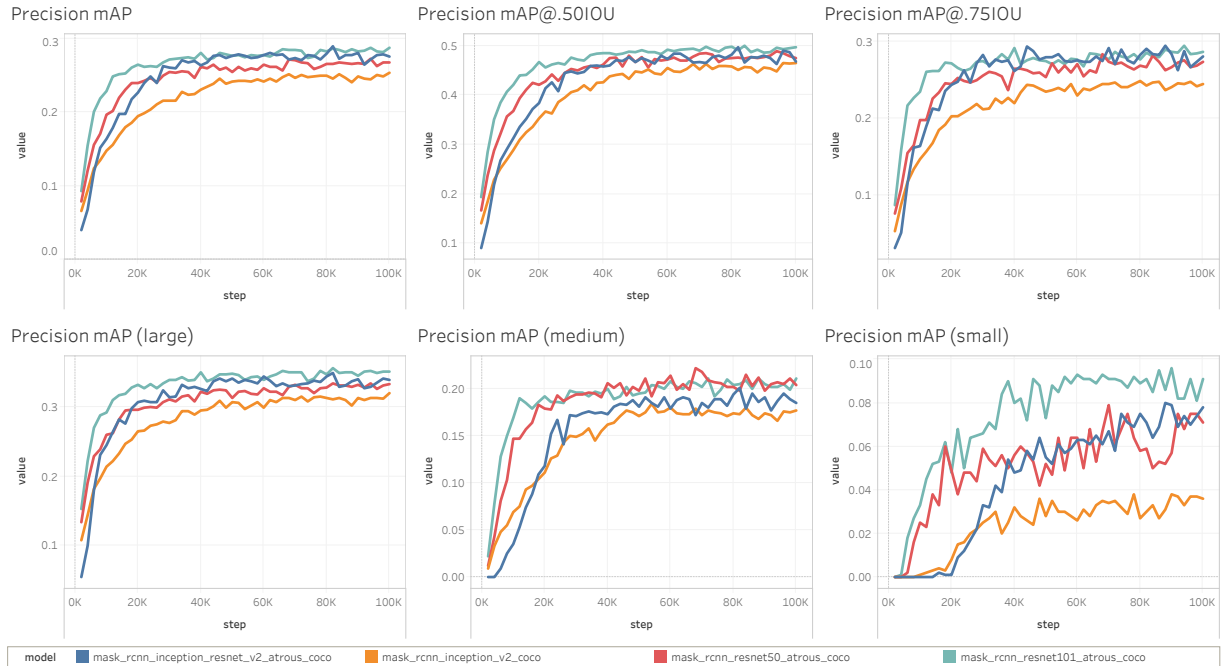 Precision mAP
Precision mAP@.50IOU
Precision mAP@.75IOU
0.3
0.2
0.1
0.0
value
0K 20K 40K 60K 80K 100K
step
0.5
0.4
0.3
0.2
0.1
value
0K 20K 40K 60K 80K 100K
step
0.3
0.2
0.1
value
0K 20K 40K 60K 80K 100K
step
Precision mAP (large)
Precision mAP (medium)
Precision mAP (small)
0.3
0.2
0.1
value
0K 20K 40K 60K 80K 100K
step
0.20
0.15
0.10
0.05
0.00
value
0K 20K 40K 60K 80K 100K
step
0.10
0.08
0.06
0.04
0.02
0.00
value
0K 20K 40K 60K 80K 100K
step
model mask_rcnn_inception_resnet_v2_atrous_coco mask_rcnn_inception_v2_coco mask_rcnn_resnet50_atrous_coco mask_rcnn_resnet101_atrous_coco